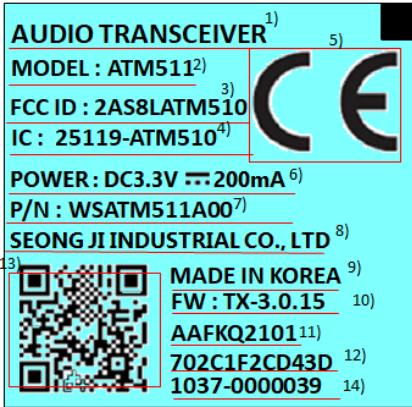 AUDIO TRANSCEIVER 1)
MODEL : ATM511 2)
FCC ID : 2AS8LATM510 3)
IC : 25119-ATM510 4)
CE 5)
POWER : DC3.3V ⎓ 200mA 6)
P/N : WSATM511A00 7)
SEONG JI INDUSTRIAL CO., LTD 8)
13)
MADE IN KOREA 9)
FW : TX-3.0.15 10)
AAFKQ2101 11)
702C1F2CD43D 12)
1037-0000039 14)